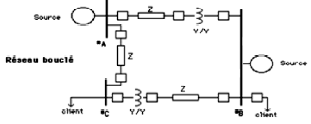 Source
Z
Y/Y
"A
Source
Réseau bouclé
Z
Z
client
"C
Y/Y
"B
client